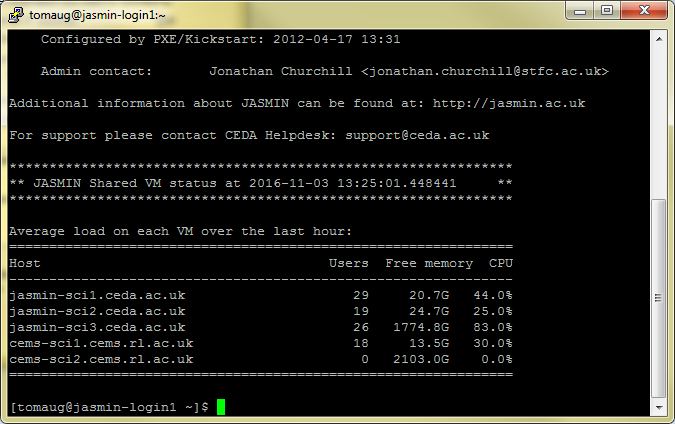 tomaug@jasmin-login1:~
Configured by PXE/Kickstart: 2012-04-17 13:31
Admin contact:       Jonathan Churchill <jonathan.churchill@stfc.ac.uk>
Additional information about JASMIN can be found at: http://jasmin.ac.uk
For support please contact CEDA Helpdesk: support@ceda.ac.uk
***************************************************************
** JASMIN Shared VM status at 2016-11-03 13:25:01.448441     **
***************************************************************
Average load on each VM over the last hour:
===============================================================
Host                                    Users  Free memory  CPU
---------------------------------------------------------------
jasmin-sci1.ceda.ac.uk                     29     20.7G   44.0%
jasmin-sci2.ceda.ac.uk                     19     24.7G   25.0%
jasmin-sci3.ceda.ac.uk                     26   1774.8G   83.0%
cems-sci1.cems.rl.ac.uk                    18     13.5G   30.0%
cems-sci2.cems.rl.ac.uk                     0   2103.0G    0.0%
===============================================================
[tomaug@jasmin-login1 ~]$